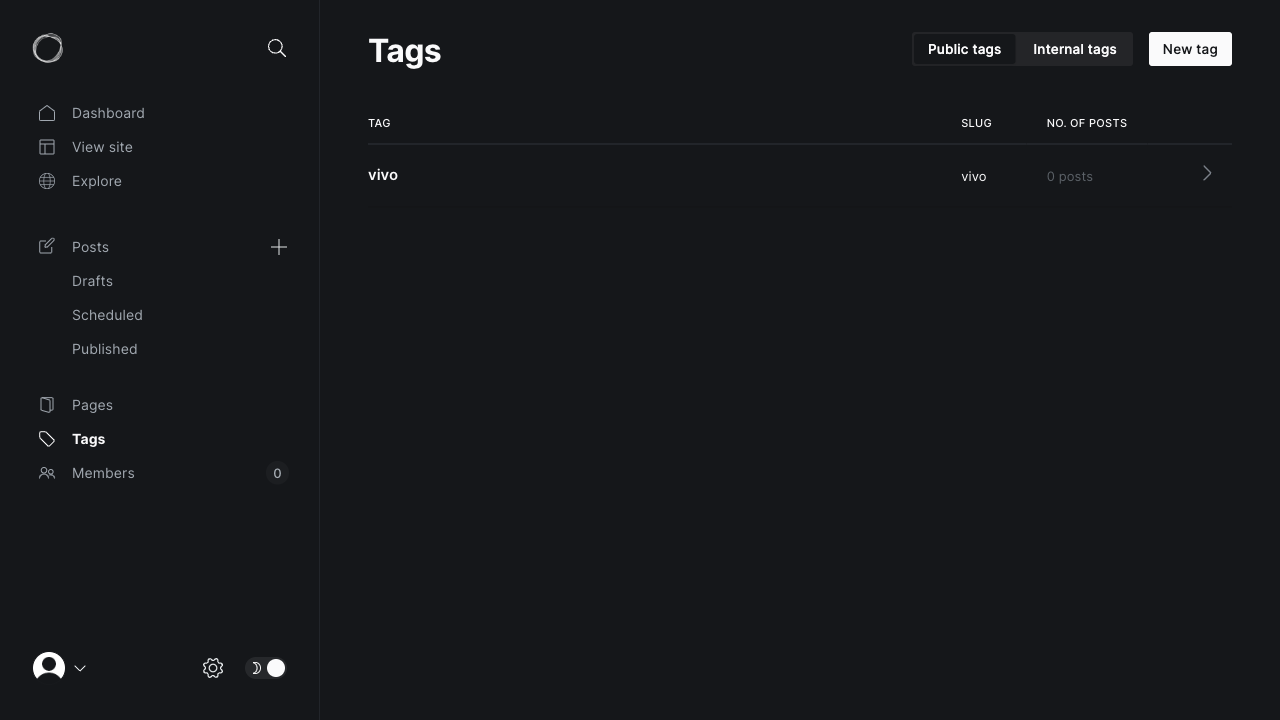 Dashboard
View site
Explore
Posts
Drafts
Scheduled
Published
Pages
Tags
Members 0
Tags
Public tags Internal tags New tag
TAG SLUG NO. OF POSTS
vivo vivo 0 posts